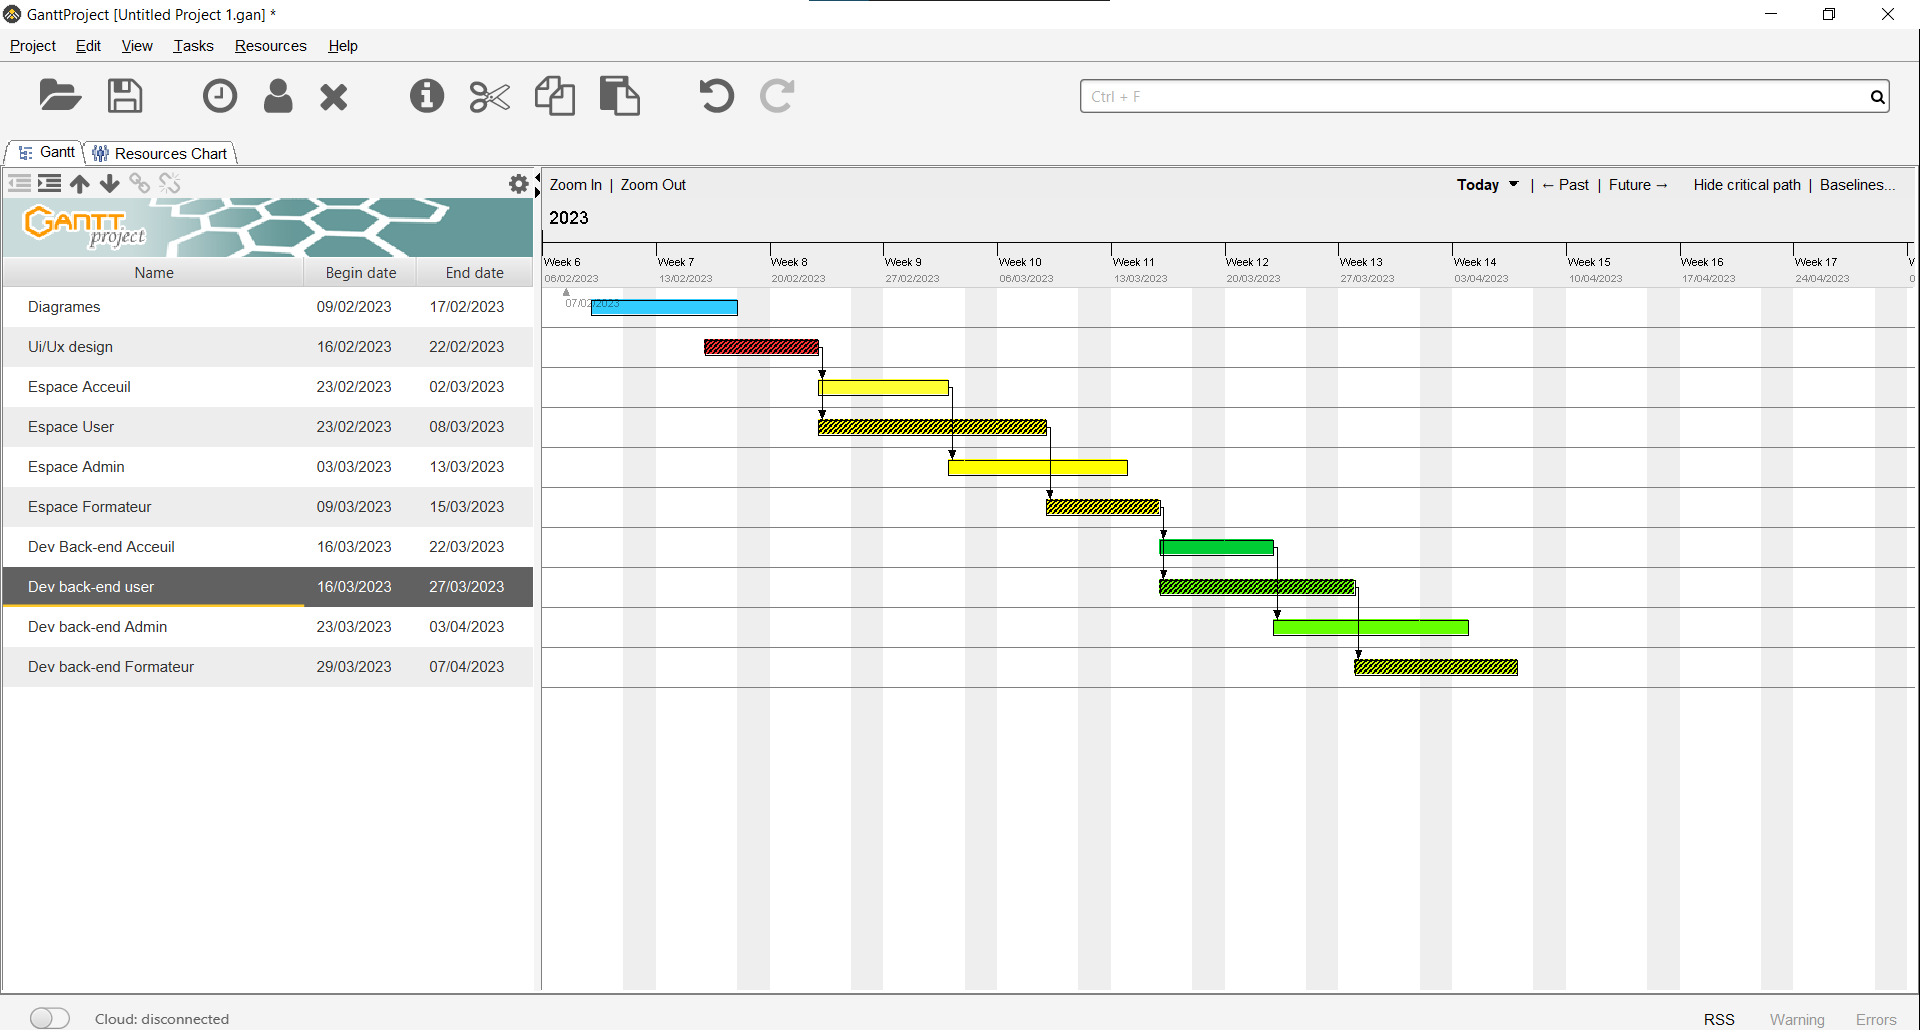 GanttProject [Untitled Project 1.gan] *
Project Edit View Tasks Resources Help
Ctrl + F
Gantt Resources Chart
Zoom In | Zoom Out Today | ← Past | Future → Hide critical path | Baselines...
GANTT project
2023
Week 6 Week 7 Week 8 Week 9 Week 10 Week 11 Week 12 Week 13 Week 14 Week 15 Week 16 Week 17
06/02/2023 13/02/2023 20/02/2023 27/02/2023 06/03/2023 13/03/2023 20/03/2023 27/03/2023 03/04/2023 10/04/2023 17/04/2023 24/04/2023
Name Begin date End date
07/02/2023
Diagrames 09/02/2023 17/02/2023
Ui/Ux design 16/02/2023 22/02/2023
Espace Acceuil 23/02/2023 02/03/2023
Espace User 23/02/2023 08/03/2023
Espace Admin 03/03/2023 13/03/2023
Espace Formateur 09/03/2023 15/03/2023
Dev Back-end Acceuil 16/03/2023 22/03/2023
Dev back-end user 16/03/2023 27/03/2023
Dev back-end Admin 23/03/2023 03/04/2023
Dev back-end Formateur 29/03/2023 07/04/2023
Cloud: disconnected RSS Warning Errors